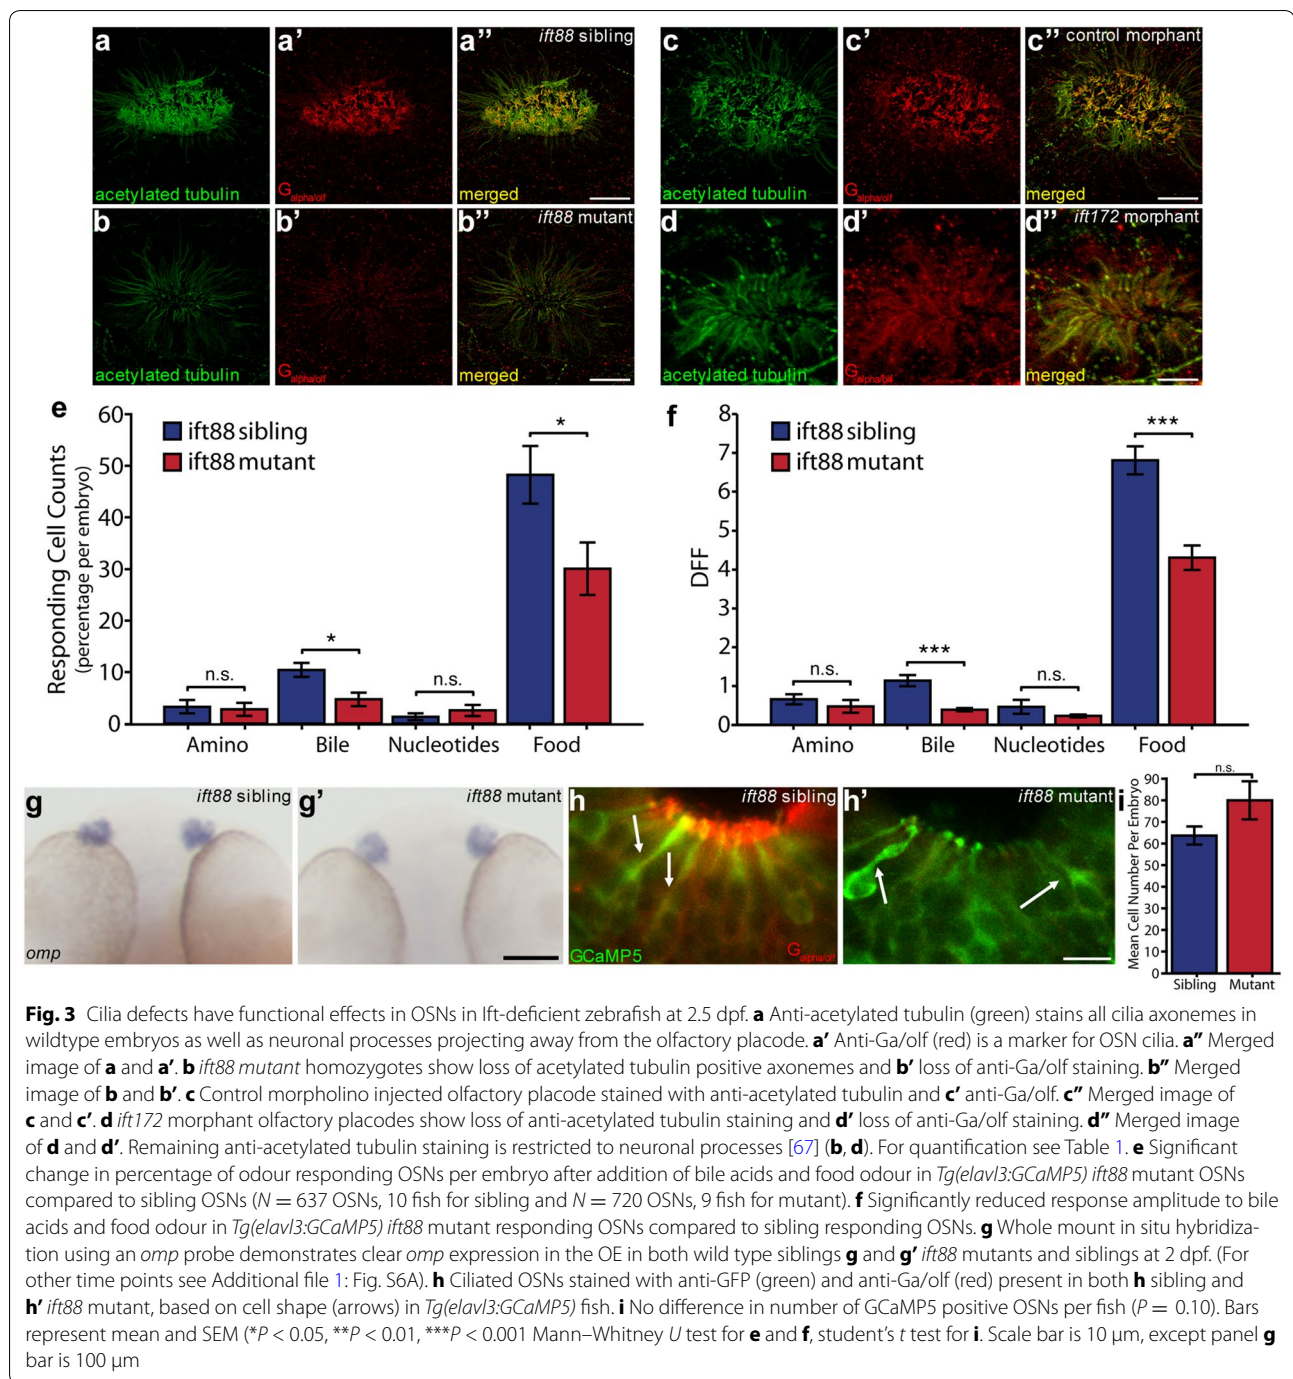 a
a'
a"
ift88 sibling
c
c'
c"
control morphant
acetylated tubulin
Galpha/olf
merged
acetylated tubulin
Galpha/olf
merged
b
b'
b"
ift88 mutant
d
d'
d"
ift172 morphant
acetylated tubulin
Galpha/olf
merged
acetylated tubulin
Galpha/olf
merged
e
Responding Cell Counts
(percentage per embryo)
60
50
40
30
20
10
0
ift88 sibling
ift88 mutant
n.s.
*
n.s.
*
Amino Bile Nucleotides Food
f
DFF
8
7
6
5
4
3
2
1
0
ift88 sibling
ift88 mutant
n.s.
***
n.s.
***
Amino Bile Nucleotides Food
g
ift88 sibling
omp
g'
ift88 mutant
h
ift88 sibling
GCaMP5
Galpha/olf
h'
ift88 mutant
i
Mean Cell Number Per Embryo
90
80
70
60
50
40
30
20
10
0
n.s.
Sibling Mutant
Fig. 3 Cilia defects have functional effects in OSNs in Ift-deficient zebrafish at 2.5 dpf. a Anti-acetylated tubulin (green) stains all cilia axonemes in
wildtype embryos as well as neuronal processes projecting away from the olfactory placode. a' Anti-Ga/olf (red) is a marker for OSN cilia. a" Merged
image of a and a'. b ift88 mutant homozygotes show loss of acetylated tubulin positive axonemes and b' loss of anti-Ga/olf staining. b" Merged
image of b and b'. c Control morpholino injected olfactory placode stained with anti-acetylated tubulin and c' anti-Ga/olf. c" Merged image of
c and c'. d ift172 morphant olfactory placodes show loss of anti-acetylated tubulin staining and d' loss of anti-Ga/olf staining. d" Merged image
of d and d'. Remaining anti-acetylated tubulin staining is restricted to neuronal processes [67] (b, d). For quantification see Table 1. e Significant
change in percentage of odour responding OSNs per embryo after addition of bile acids and food odour in Tg(elavl3:GCaMP5) ift88 mutant OSNs
compared to sibling OSNs (N = 637 OSNs, 10 fish for sibling and N = 720 OSNs, 9 fish for mutant). f Significantly reduced response amplitude to bile
acids and food odour in Tg(elavl3:GCaMP5) ift88 mutant responding OSNs compared to sibling responding OSNs. g Whole mount in situ hybridiza-
tion using an omp probe demonstrates clear omp expression in the OE in both wild type siblings g and g' ift88 mutants and siblings at 2 dpf. (For
other time points see Additional file 1: Fig. S6A). h Ciliated OSNs stained with anti-GFP (green) and anti-Ga/olf (red) present in both h sibling and
h' ift88 mutant, based on cell shape (arrows) in Tg(elavl3:GCaMP5) fish. i No difference in number of GCaMP5 positive OSNs per fish (P = 0.10). Bars
represent mean and SEM (*P < 0.05, **P < 0.01, ***P < 0.001 Mann–Whitney U test for e and f, student's t test for i. Scale bar is 10 μm, except panel g
bar is 100 μm